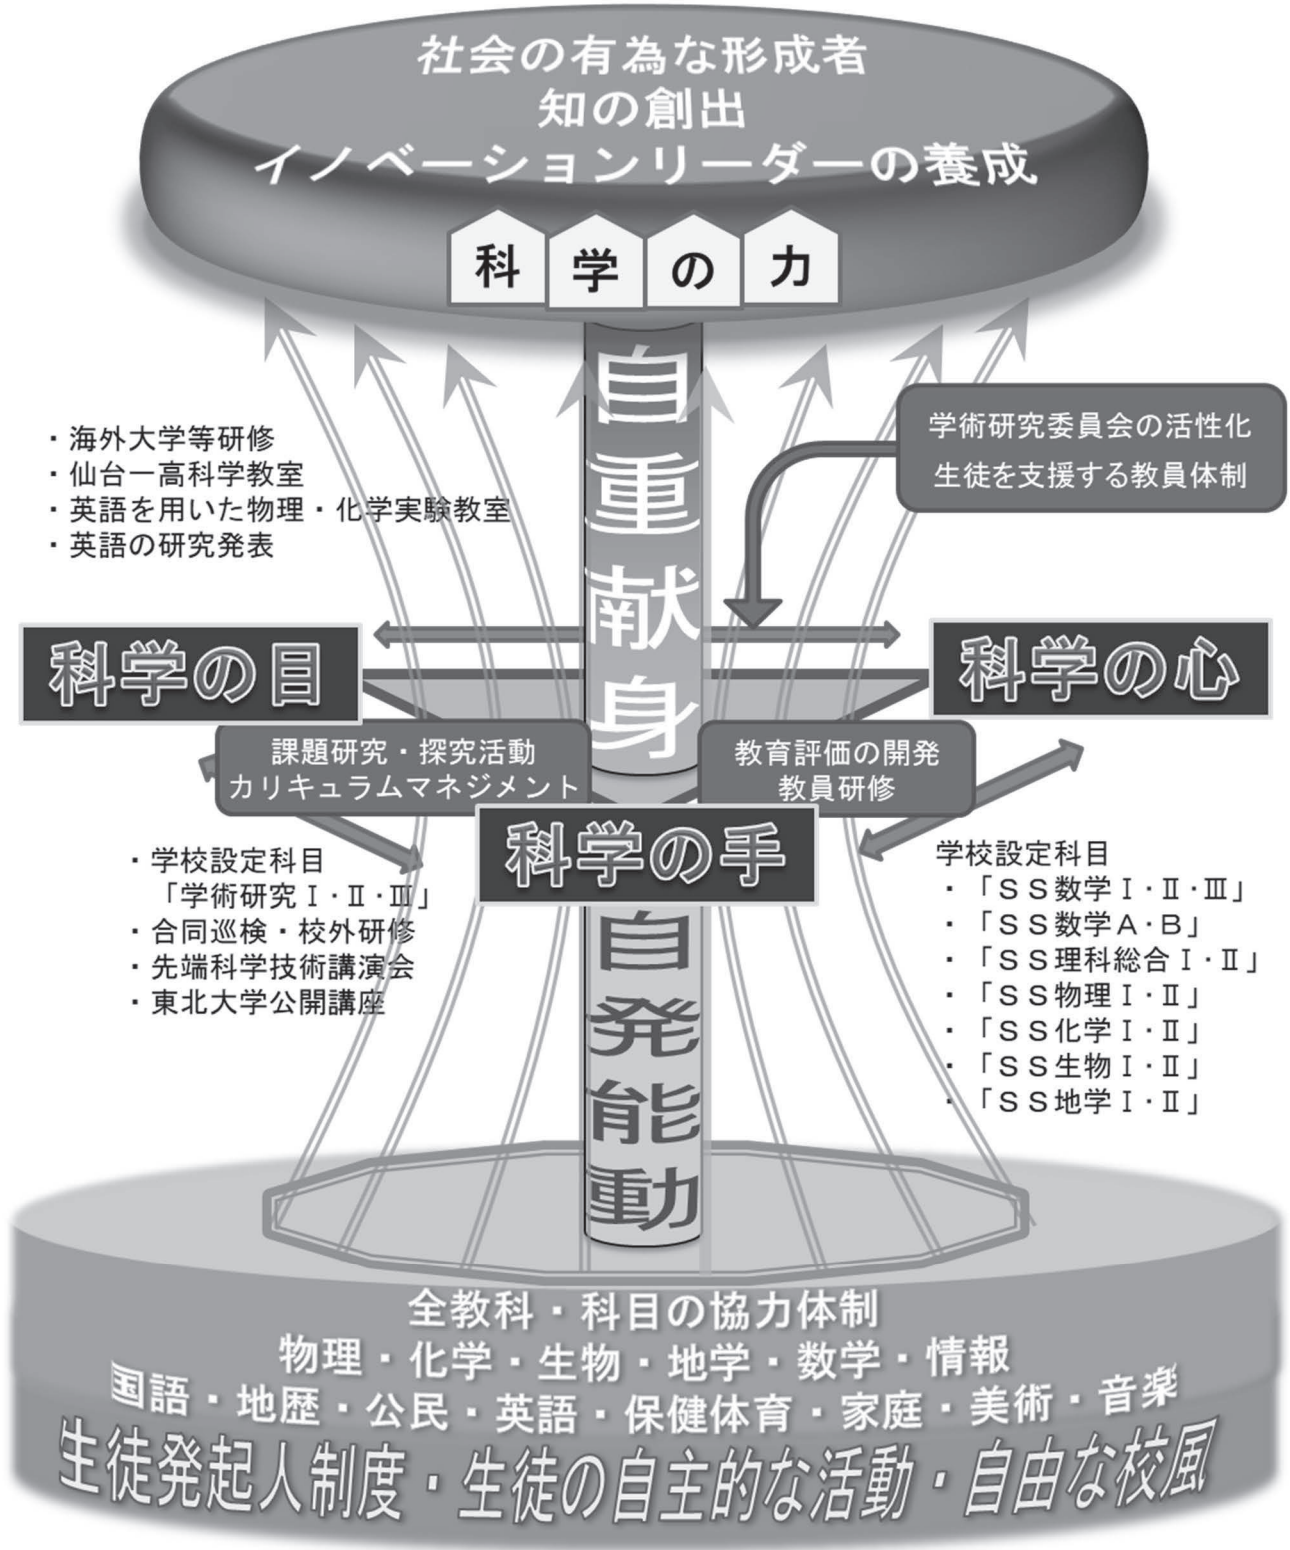 社会の有為な形成者
知の創出
イノベーションリーダーの養成
科学の力
自重献身
学術研究委員会の活性化
生徒を支援する教員体制
・海外大学等研修
・仙台一高科学教室
・英語を用いた物理・化学実験教室
・英語の研究発表
科学の目
科学の心
課題研究・探究活動
カリキュラムマネジメント
教育評価の開発
教員研修
科学の手
・学校設定科目
「学術研究Ⅰ・Ⅱ・Ⅲ」
・合同巡検・校外研修
・先端科学技術講演会
・東北大学公開講座
学校設定科目
・「ＳＳ数学Ⅰ・Ⅱ・Ⅲ」
・「ＳＳ数学Ａ・Ｂ」
・「ＳＳ理科総合Ⅰ・Ⅱ」
・「ＳＳ物理Ⅰ・Ⅱ」
・「ＳＳ化学Ⅰ・Ⅱ」
・「ＳＳ生物Ⅰ・Ⅱ」
・「ＳＳ地学Ⅰ・Ⅱ」
自発能動
全教科・科目の協力体制
物理・化学・生物・地学・数学・情報
国語・地歴・公民・英語・保健体育・家庭・美術・音楽
生徒発起人制度・生徒の自主的な活動・自由な校風